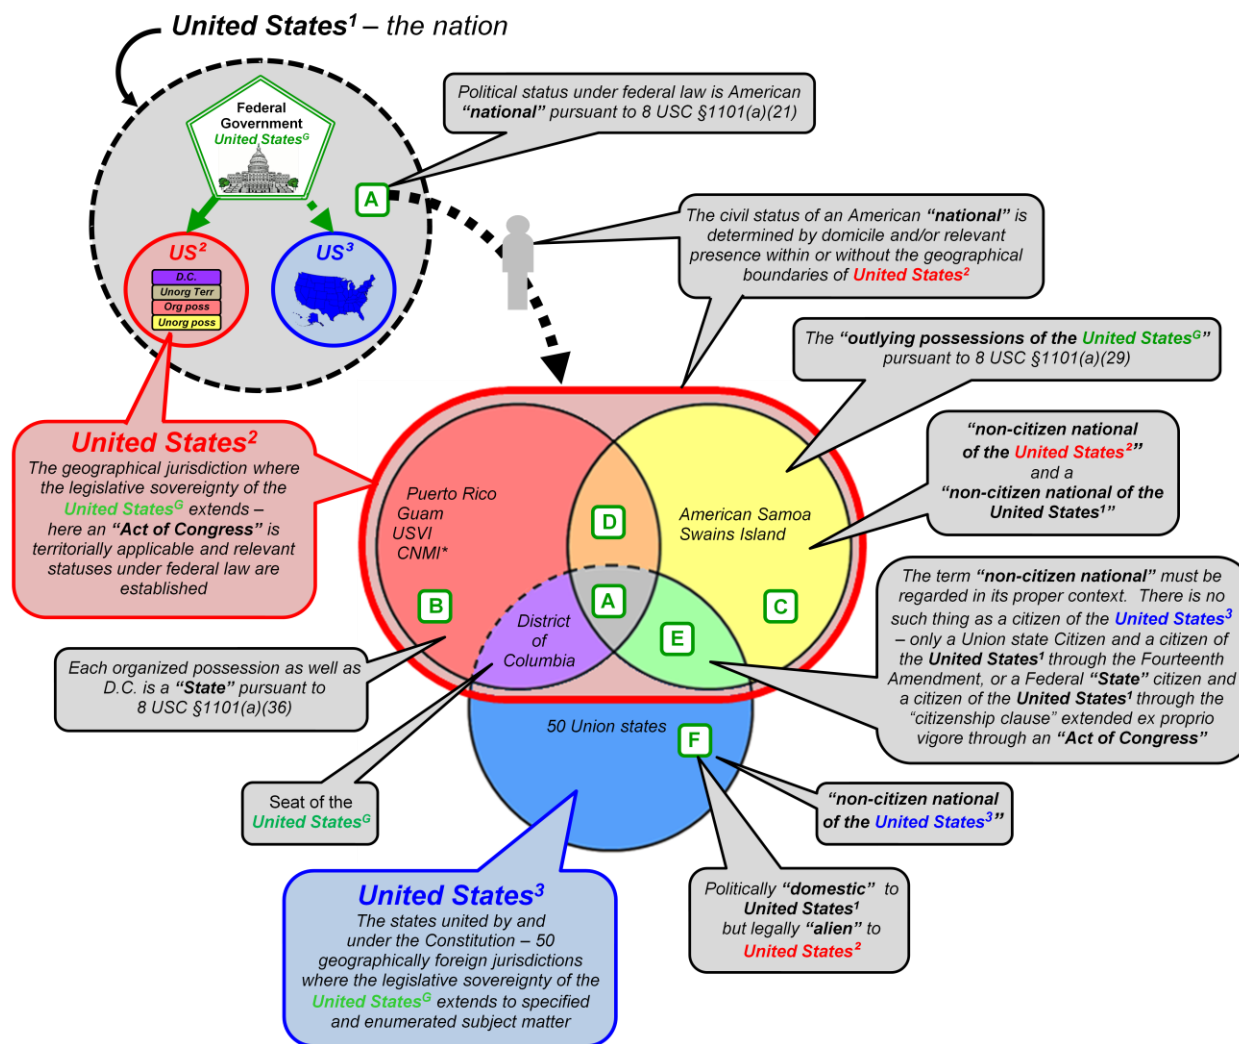 United States¹ – the nation
Federal
Government
United Statesᴳ
A
US²
D.C.
Unorg Terr
Org poss
Unorg poss
US³
Political status under federal law is American
“national” pursuant to 8 USC §1101(a)(21)
The civil status of an American “national” is
determined by domicile and/or relevant
presence within or without the geographical
boundaries of United States²
The “outlying possessions of the United Statesᴳ”
pursuant to 8 USC §1101(a)(29)
United States²
The geographical jurisdiction where
the legislative sovereignty of the
United Statesᴳ extends –
here an “Act of Congress” is
territorially applicable and relevant
statuses under federal law are
established
“non-citizen national
of the United States²”
and a
“non-citizen national of the
United States¹”
Puerto Rico
Guam
USVI
CNMI*
B
D
American Samoa
Swains Island
C
A
E
District
of
Columbia
The term “non-citizen national” must be
regarded in its proper context. There is no
such thing as a citizen of the United States³
– only a Union state Citizen and a citizen of
the United States¹ through the Fourteenth
Amendment, or a Federal “State” citizen and
a citizen of the United States¹ through the
“citizenship clause” extended ex proprio
vigore through an “Act of Congress”
Each organized possession as well as
D.C. is a “State” pursuant to
8 USC §1101(a)(36)
50 Union states
F
Seat of the
United Statesᴳ
“non-citizen national
of the United States³”
United States³
The states united by and
under the Constitution – 50
geographically foreign jurisdictions
where the legislative sovereignty of the
United Statesᴳ extends to specified
and enumerated subject matter
Politically “domestic” to
United States¹
but legally “alien” to
United States²